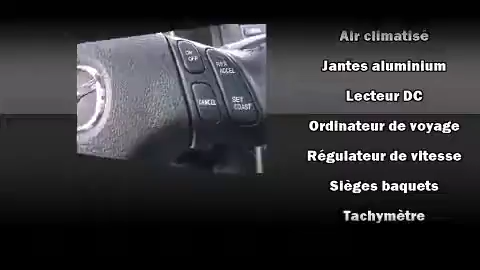 ON
OFF
RES
ACCEL
CANCEL
SET
COAST
Air climatisé
Jantes aluminium
Lecteur DC
Ordinateur de voyage
Régulateur de vitesse
Sièges baquets
Tachymètre